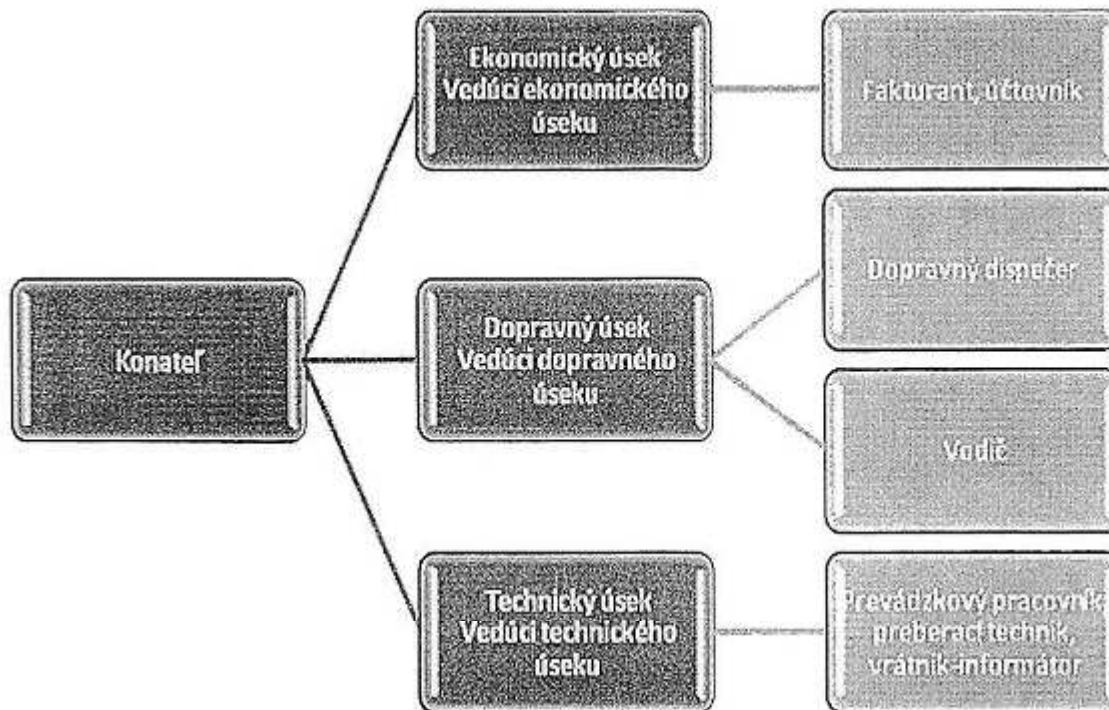 Ekonomický úsek
Vedúci ekonomického
úseku
Fakturant, účtovník
Dopravný dispečer
Konateľ
Dopravný úsek
Vedúci dopravného
úseku
Vodič
Technický úsek
Vedúci technického
úseku
Prevádzkový pracovník,
preberací technik,
vrátnik-informátor